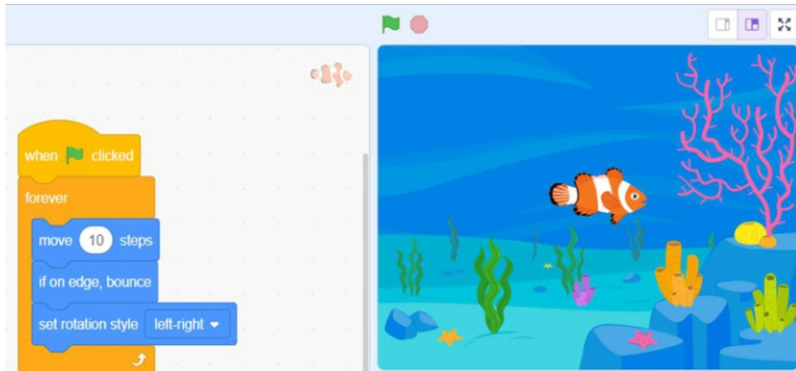 when clicked
forever
move 10 steps
if on edge, bounce
set rotation style left-right